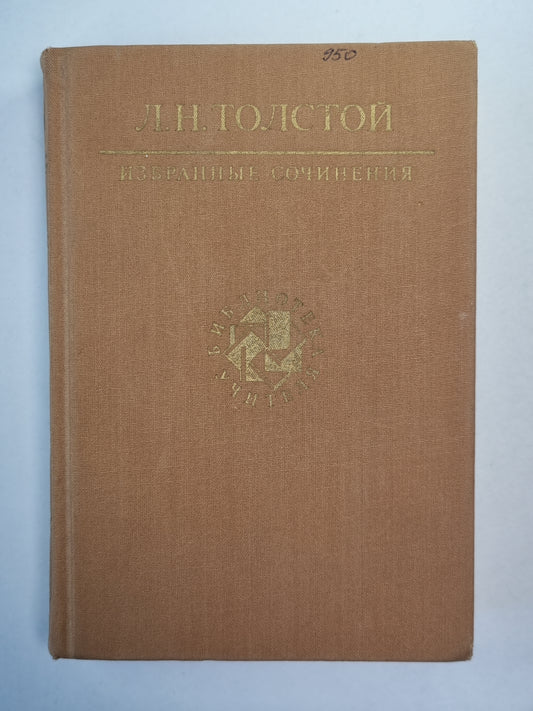 950
Л.Н.ТОЛСТОЙ
ИЗБРАННЫЕ СОЧИНЕНИЯ
БИБЛИОТЕКА
УЧИТЕЛЯ